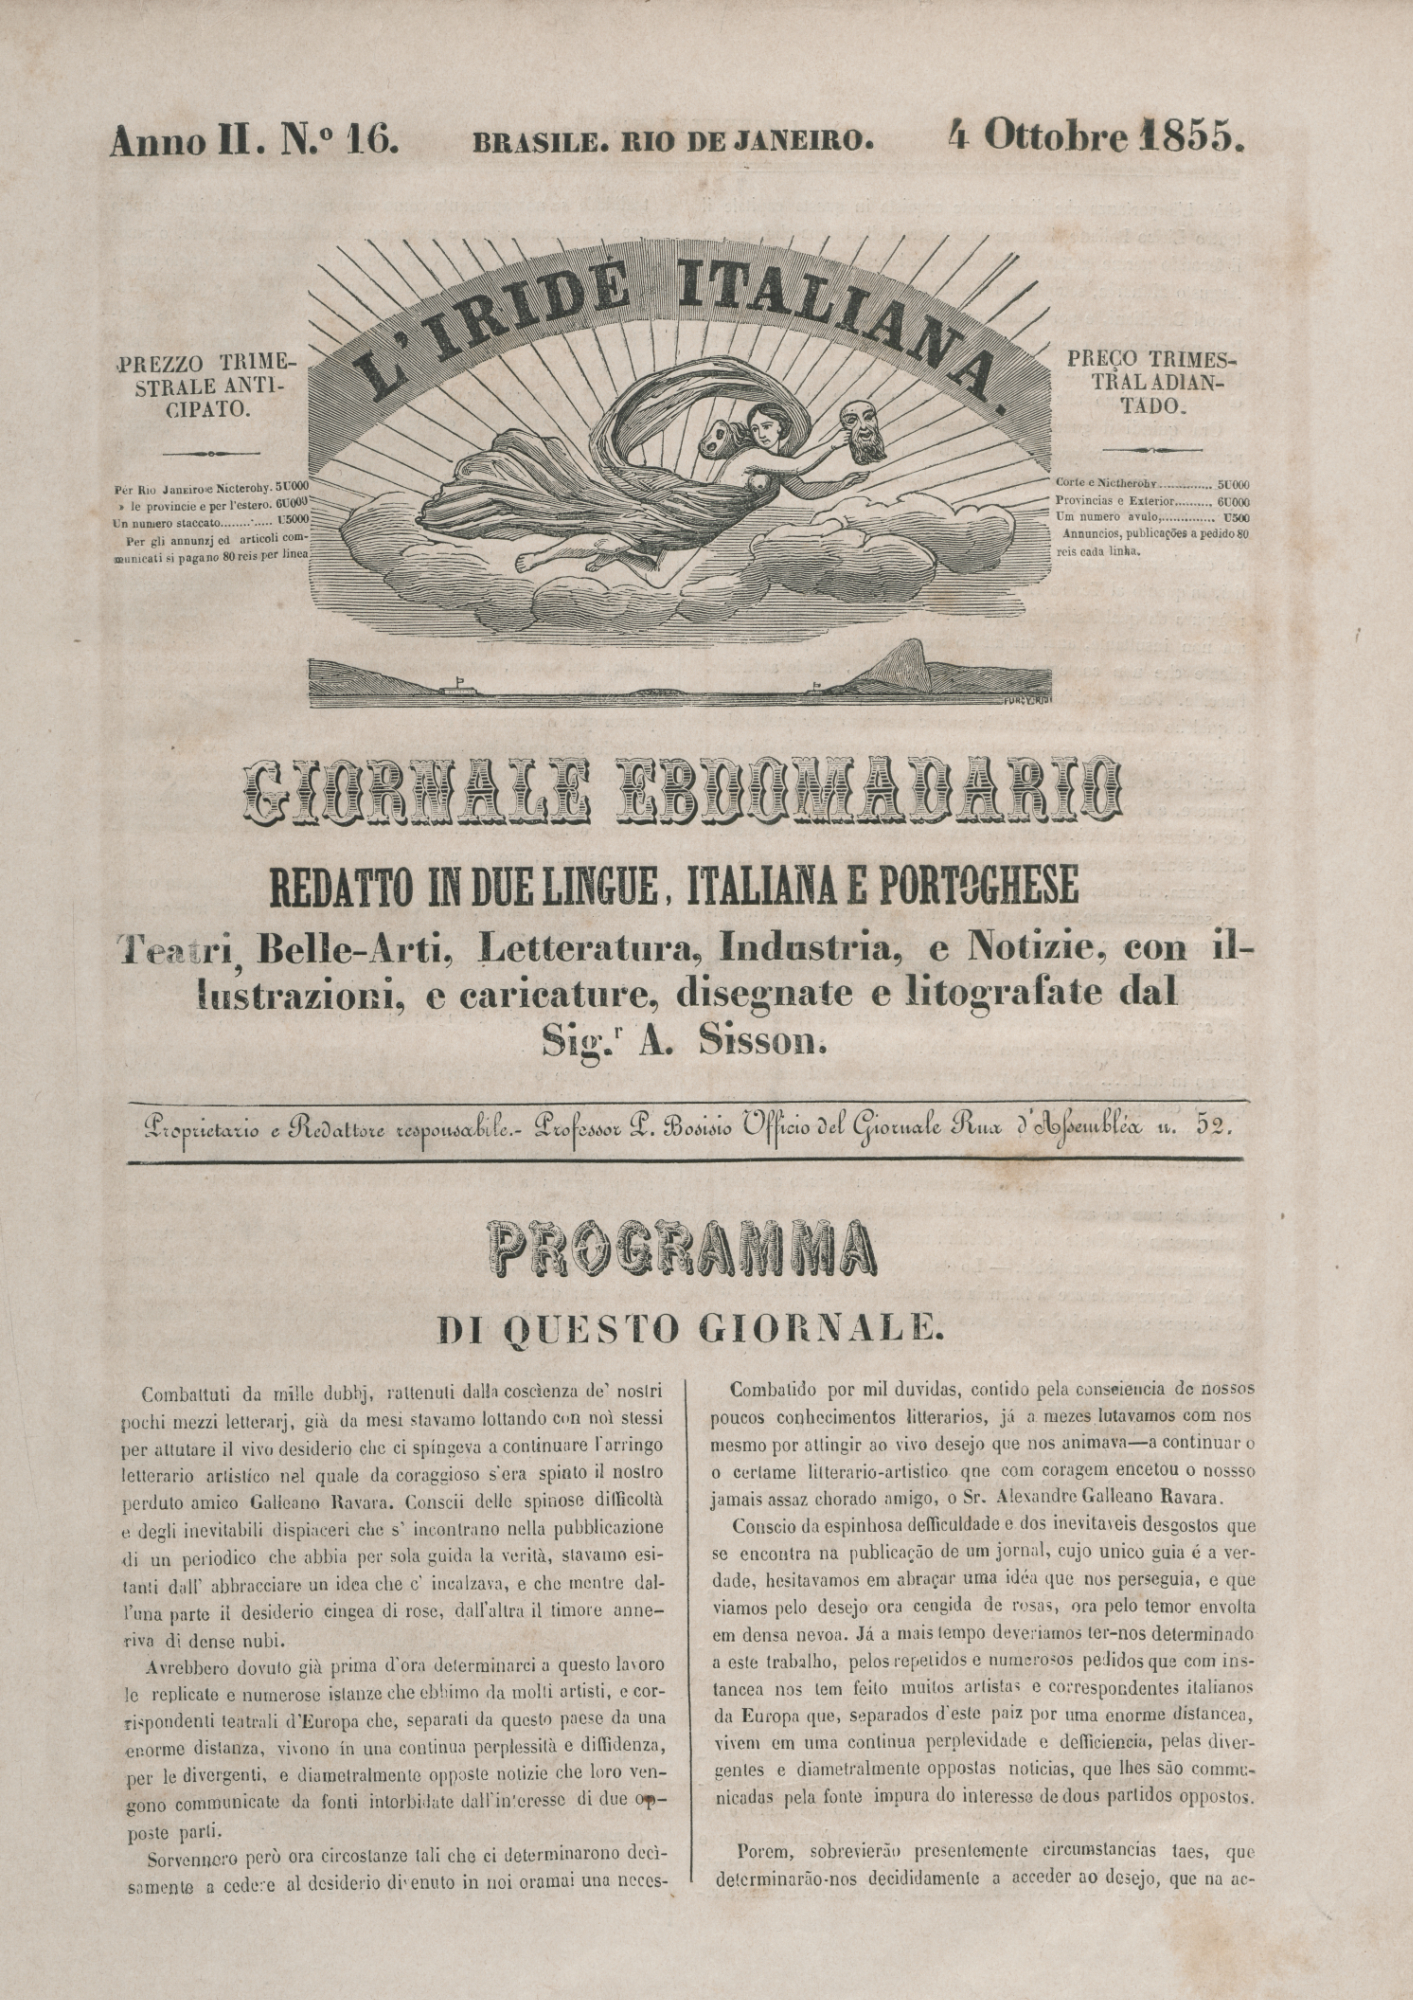 Anno II. N.º 16.
BRASILE. RIO DE JANEIRO.
4 Ottobre 1855.
L'IRIDE ITALIANA.
PREZZO TRIME-
STRALE ANTI-
CIPATO.
Per Rio Janeiro e Nicterohy. 5U000
» le provincie e per l'estero. 6U000
Un numero staccato............ U5000
Per gli annunzj ed articoli com-
municati si pagano 80 reis per linea
PREÇO TRIMES-
TRAL ADIAN-
TADO.
Corte e Nictherohy.............. 5U000
Provincias e Exterior......... 6U000
Um numero avulo,.............. U500
Annuncios, publicações a pedido 80
reis cada linha.
GIORNALE EBDOMADARIO
REDATTO IN DUE LINGUE, ITALIANA E PORTOGHESE
Teatri, Belle-Arti, Letteratura, Industria, e Notizie, con il-
lustrazioni, e caricature, disegnate e litografate dal
Sig.r A. Sisson.
Proprietario e Redattore responsabile.- Professor P. Bosisio Ufficio del Giornale Rua d'Assembléa n. 52.
PROGRAMMA
DI QUESTO GIORNALE.
Combattuti da mille dubbj, rattenuti dalla coscienza de' nostri
pochi mezzi letterarj, già da mesi stavamo lottando con noi stessi
per attutare il vivo desiderio che ci spingeva a continuare l'arringo
letterario artistico nel quale da coraggioso s'era spinto il nostro
perduto amico Galleano Ravara. Conscii delle spinose difficoltà
e degli inevitabili dispiaceri che s' incontrano nella pubblicazione
di un periodico che abbia per sola guida la verità, stavamo esi-
tanti dall' abbracciare un idea che c' incalzava, e che mentre dal-
l'una parte il desiderio cingea di rose, dall'altra il timore anne-
riva di dense nubi.
Avrebbero dovuto già prima d'ora determinarci a questo lavoro
le replicate e numerose istanze che ebbimo da molti artisti, e cor-
rispondenti teatrali d'Europa che, separati da questo paese da una
enorme distanza, vivono in una continua perplessità e diffidenza,
per le divergenti, e diametralmente opposte notizie che loro ven-
gono communicate da fonti intorbidate dall'interesse di due op-
poste parti.
Sorvennero però ora circostanze tali che ci determinarono deci-
samente a cedere al desiderio divenuto in noi oramai una neces-
Combatido por mil duvidas, contido pela conseiencia de nossos
poucos conhecimentos litterarios, já a mezes lutavamos com nos
mesmo por attingir ao vivo desejo que nos animava—a continuar o
o certame litterario-artistico qne com coragem encetou o nossso
jamais assaz chorado amigo, o Sr. Alexandre Galleano Ravara.
Conscio da espinhosa defficuldade e dos inevitaveis desgostos que
se encontra na publicação de um jornal, cujo unico guia é a ver-
dade, hesitavamos em abraçar uma idéa que nos perseguia, e que
viamos pelo desejo ora cengida de rosas, ora pelo temor envolta
em densa nevoa. Já a mais tempo deveriamos ter-nos determinado
a este trabalho, pelos repetidos e numerosos pedidos que com ins-
tancea nos tem feito muitos artistas e correspondentes italianos
da Europa que, separados d'este paiz por uma enorme distancea,
vivem em uma continua perplexidade e defficiencia, pelas diver-
gentes e diametralmente oppostas noticias, que lhes são commu-
nicadas pela fonte impura do interesse de dous partidos oppostos.
Porem, sobrevierão presentemente circumstancias taes, que
determinarão-nos decididamente a acceder ao desejo, que na ac-